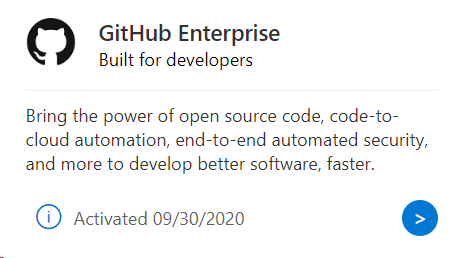 GitHub Enterprise
Built for developers
Bring the power of open source code, code-to-
cloud automation, end-to-end automated security,
and more to develop better software, faster.
Activated 09/30/2020